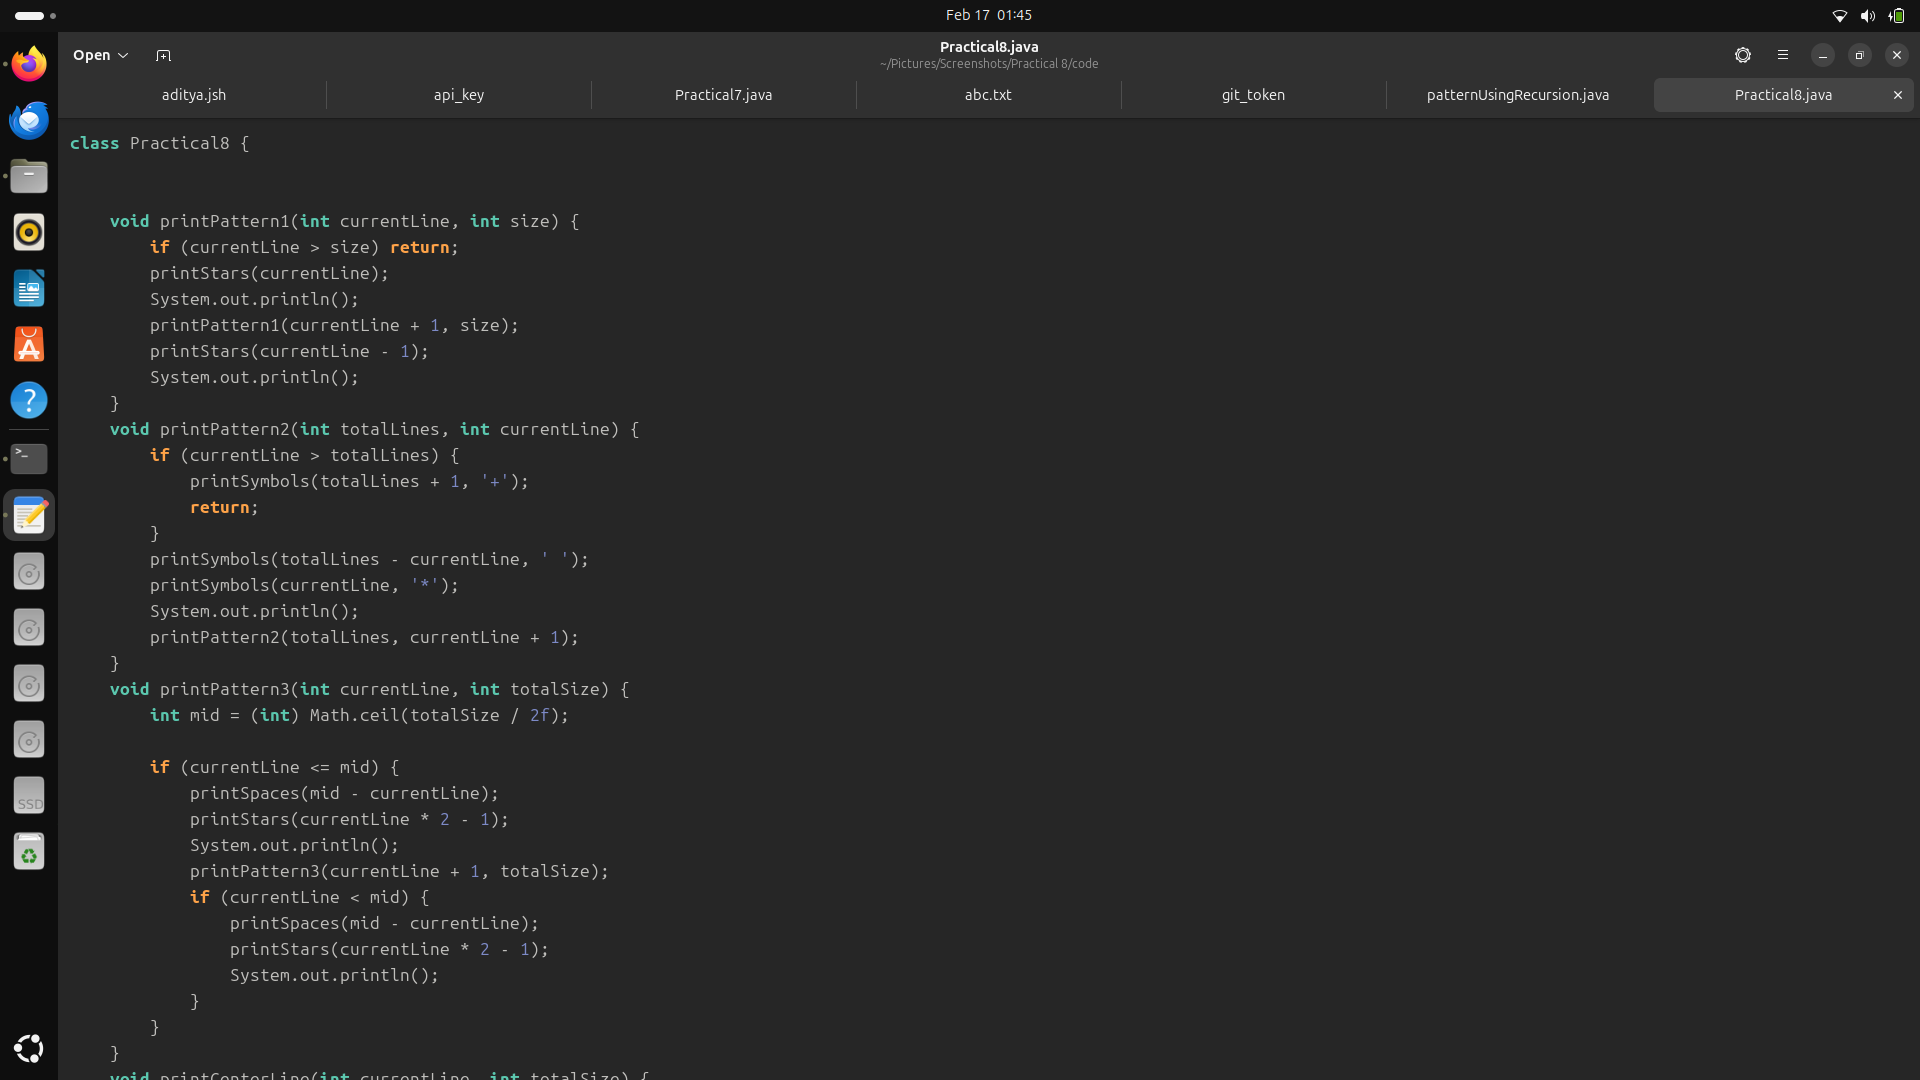 Feb 17 01:45
Open
Practical8.java
~/Pictures/Screenshots/Practical 8/code
aditya.jsh
api_key
Practical7.java
abc.txt
git_token
patternUsingRecursion.java
Practical8.java
class Practical8 {
    void printPattern1(int currentLine, int size) {
        if (currentLine > size) return;
        printStars(currentLine);
        System.out.println();
        printPattern1(currentLine + 1, size);
        printStars(currentLine - 1);
        System.out.println();
    }
    void printPattern2(int totalLines, int currentLine) {
        if (currentLine > totalLines) {
            printSymbols(totalLines + 1, '+');
            return;
        }
        printSymbols(totalLines - currentLine, ' ');
        printSymbols(currentLine, '*');
        System.out.println();
        printPattern2(totalLines, currentLine + 1);
    }
    void printPattern3(int currentLine, int totalSize) {
        int mid = (int) Math.ceil(totalSize / 2f);
        if (currentLine <= mid) {
            printSpaces(mid - currentLine);
            printStars(currentLine * 2 - 1);
            System.out.println();
            printPattern3(currentLine + 1, totalSize);
            if (currentLine < mid) {
                printSpaces(mid - currentLine);
                printStars(currentLine * 2 - 1);
                System.out.println();
            }
        }
    }
    void printCenterLine(int currentLine, int totalSize) {
>_
?
SSD